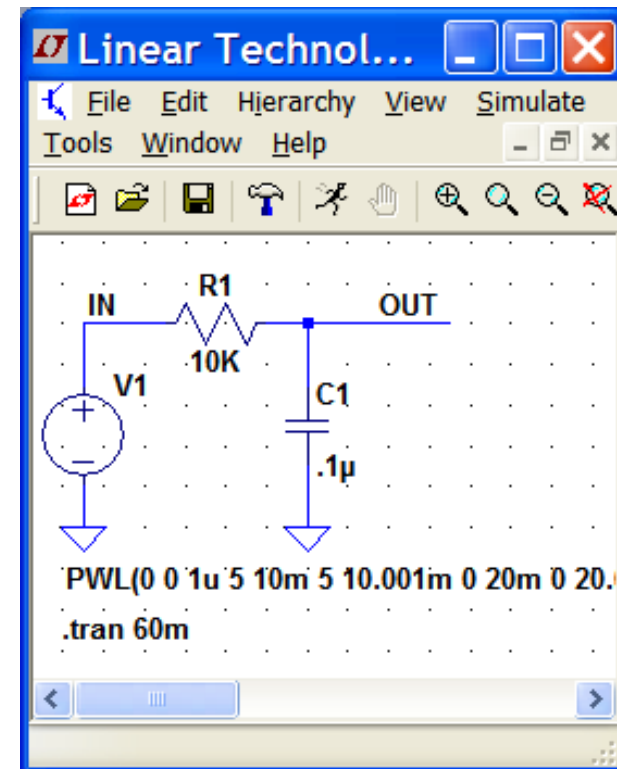 Linear Technol...
File Edit Hierarchy View Simulate
Tools Window Help
R1
IN OUT
10K
V1
C1
.1µ
PWL(0 0 1u 5 10m 5 10.001m 0 20m 0 20.
.tran 60m